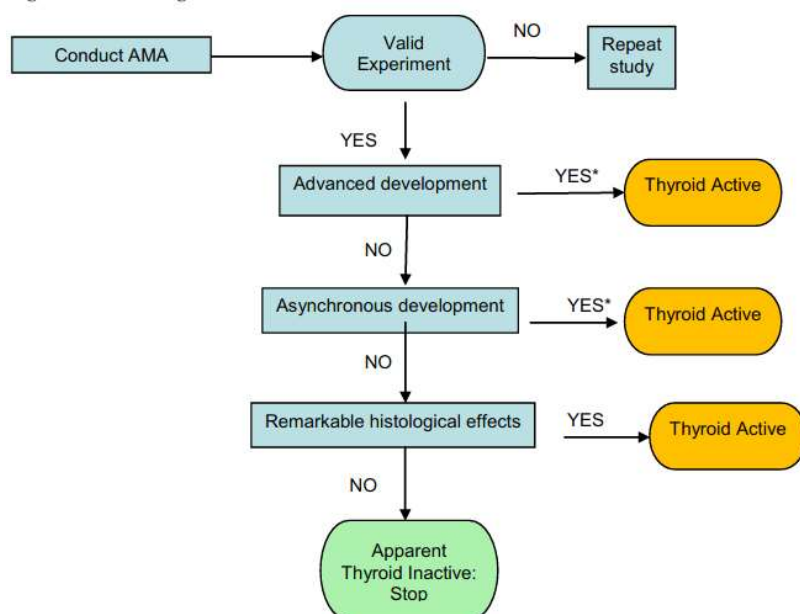 Conduct AMA
Valid
Experiment
NO
Repeat
study
YES
Advanced development
YES*
Thyroid Active
NO
Asynchronous development
YES*
Thyroid Active
NO
Remarkable histological effects
YES
Thyroid Active
NO
Apparent
Thyroid Inactive:
Stop